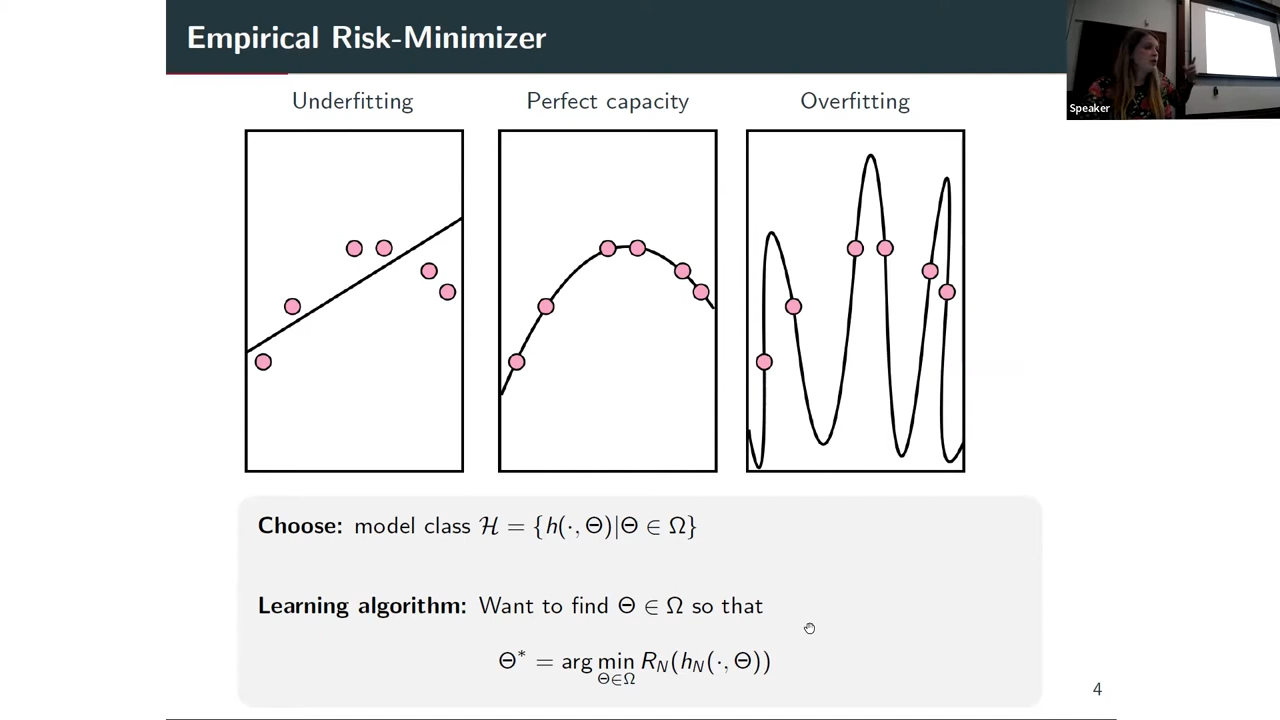 Empirical Risk-Minimizer
Speaker
Underfitting
Perfect capacity
Overfitting
Choose: model class ℋ = {h(·, Θ)|Θ ∈ Ω}
Learning algorithm: Want to find Θ ∈ Ω so that
Θ* = arg min R_N(h_N(·, Θ))
Θ∈Ω
4